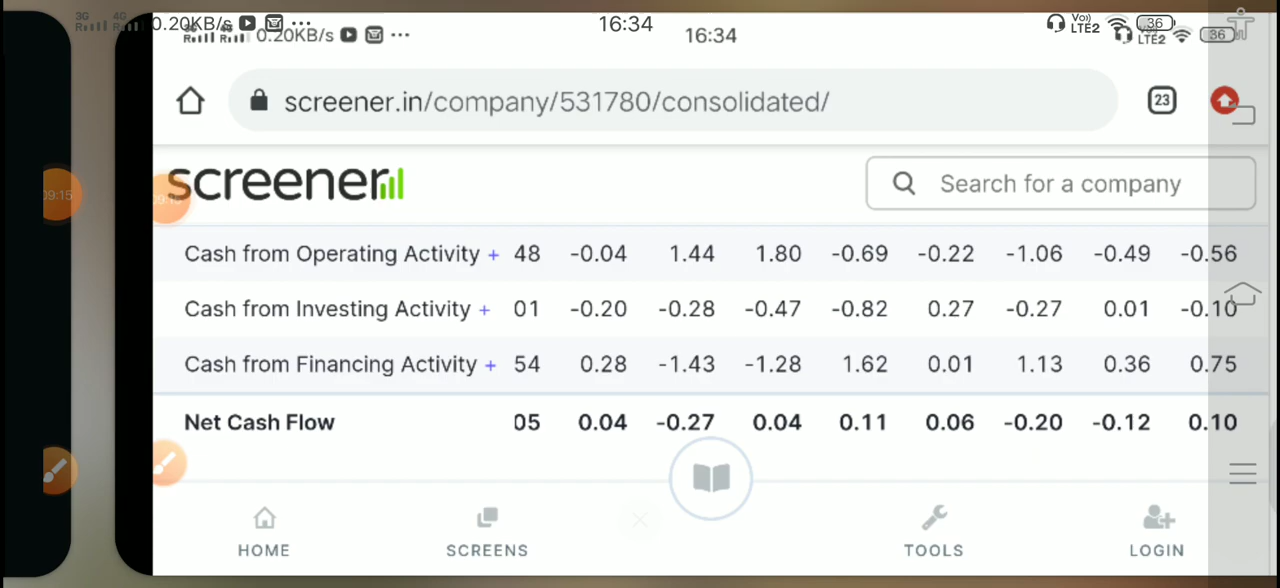 3G 4G 0.20KB/s ... 16:34 Vo) LTE2 36
0.20KB/s ... 16:34 LTE2 36
screener.in/company/531780/consolidated/ 23
screener Search for a company
09:15
Cash from Operating Activity + 48 -0.04 1.44 1.80 -0.69 -0.22 -1.06 -0.49 -0.56
Cash from Investing Activity + 01 -0.20 -0.28 -0.47 -0.82 0.27 -0.27 0.01 -0.10
Cash from Financing Activity + 54 0.28 -1.43 -1.28 1.62 0.01 1.13 0.36 0.75
Net Cash Flow 05 0.04 -0.27 0.04 0.11 0.06 -0.20 -0.12 0.10
HOME SCREENS TOOLS LOGIN